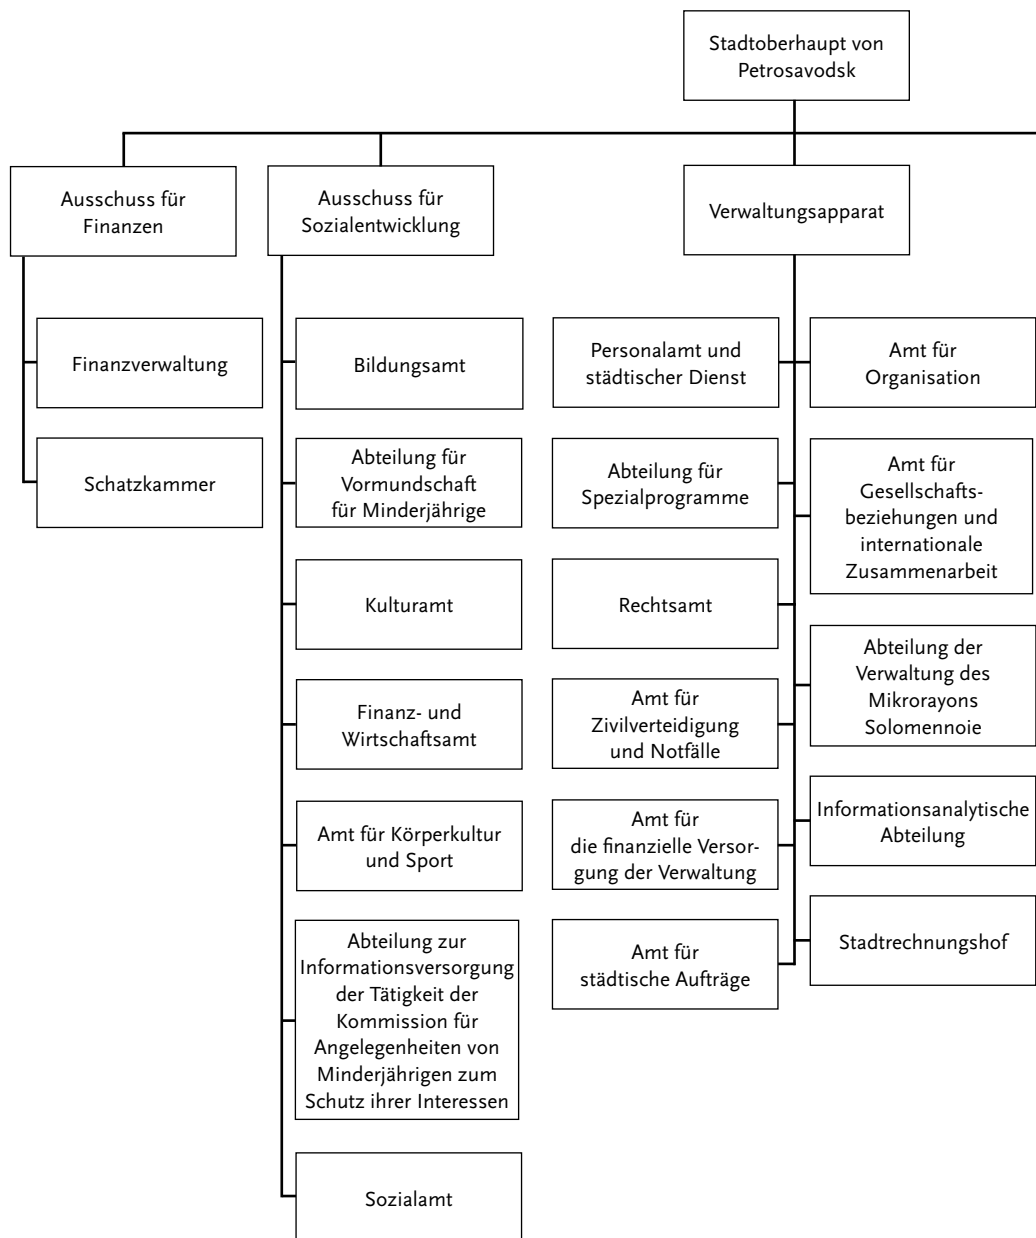 Stadtoberhaupt von
Petrosavodsk
Ausschuss für
Finanzen
Ausschuss für
Sozialentwicklung
Verwaltungsapparat
Finanzverwaltung
Schatzkammer
Bildungsamt
Abteilung für
Vormundschaft
für Minderjährige
Kulturamt
Finanz- und
Wirtschaftsamt
Amt für Körperkultur
und Sport
Abteilung zur
Informationsversorgung
der Tätigkeit der
Kommission für
Angelegenheiten von
Minderjährigen zum
Schutz ihrer Interessen
Sozialamt
Personalamt und
städtischer Dienst
Abteilung für
Spezialprogramme
Rechtsamt
Amt für
Zivilverteidigung
und Notfälle
Amt für
die finanzielle Versor-
gung der Verwaltung
Amt für
städtische Aufträge
Amt für
Organisation
Amt für
Gesellschafts-
beziehungen und
internationale
Zusammenarbeit
Abteilung der
Verwaltung des
Mikrorayons
Solomennoie
Informationsanalytische
Abteilung
Stadtrechnungshof